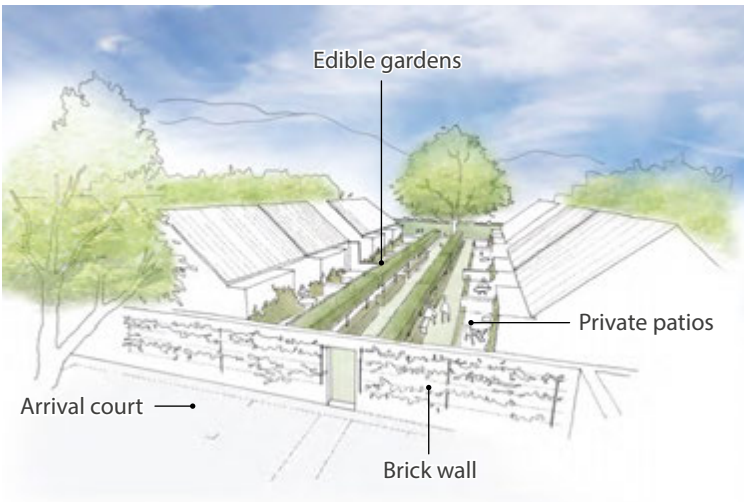 Edible gardens
Private patios
Arrival court
Brick wall